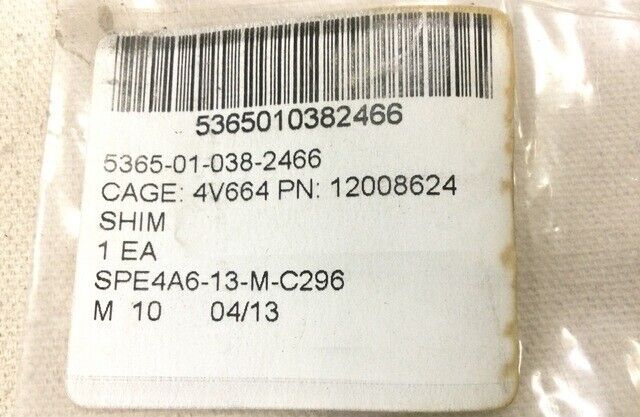 5365010382466
5365-01-038-2466
CAGE: 4V664 PN: 12008624
SHIM
1 EA
SPE4A6-13-M-C296
M 10 04/13